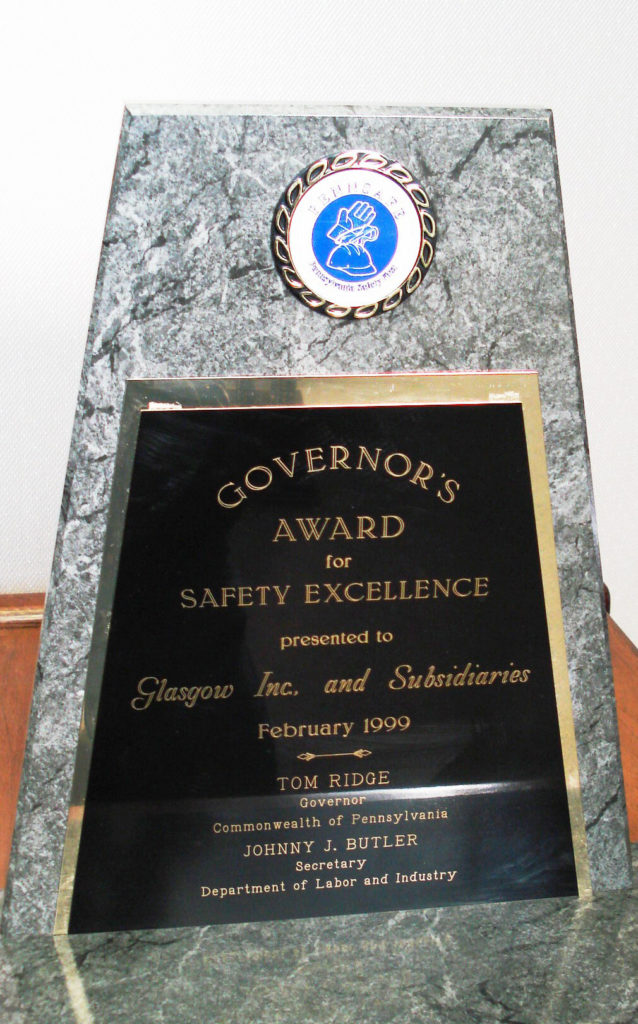 PENNSAFE
GOVERNOR'S
AWARD
for
SAFETY EXCELLENCE
presented to
Glasgow Inc., and Subsidiaries
February 1999
TOM RIDGE
Governor
Commonwealth of Pennsylvania
JOHNNY J. BUTLER
Secretary
Department of Labor and Industry